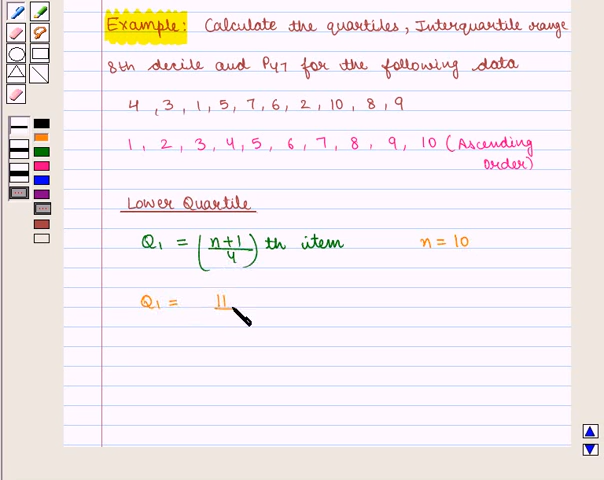 Example: Calculate the quartiles, Interquartile range
8th decile and P47 for the following data
4 , 3 , 1 , 5 , 7 , 6 , 2 , 10 , 8 , 9
1 , 2 , 3 , 4 , 5 , 6 , 7 , 8 , 9 , 10 (Ascending
Order)
Lower Quartile
Q1 = (n+1/4) th item n = 10
Q1 = 11